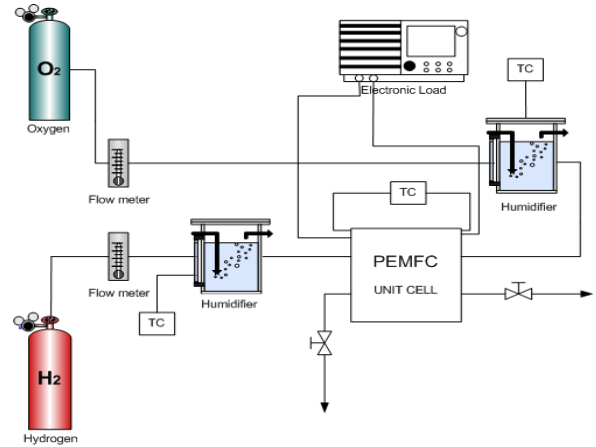 O2
Oxygen
Electronic Load
TC
Flow meter
Humidifier
TC
PEMFC
UNIT CELL
Flow meter
Humidifier
TC
H2
Hydrogen